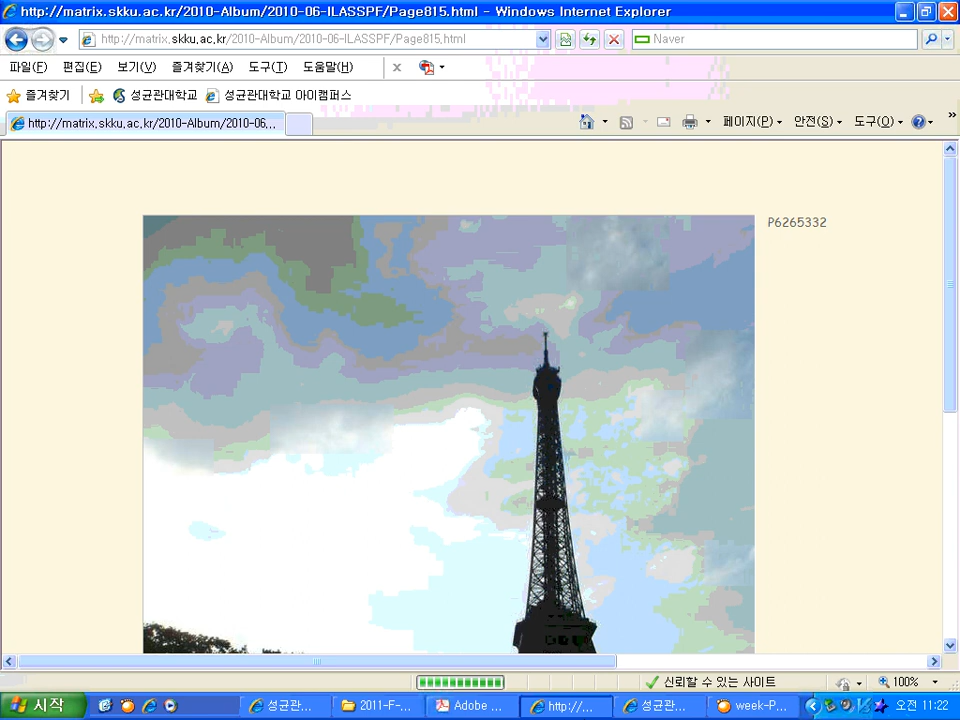 http://matrix.skku.ac.kr/2010-Album/2010-06-ILASSPF/Page815.html - Windows Internet Explorer
http://matrix.skku.ac.kr/2010-Album/2010-06-ILASSPF/Page815.html Naver
파일(F) 편집(E) 보기(V) 즐겨찾기(A) 도구(T) 도움말(H)
즐겨찾기 성균관대학교 성균관대학교 아이캠퍼스
http://matrix.skku.ac.kr/2010-Album/2010-06... 페이지(P) 안전(S) 도구(O)
P6265332
신뢰할 수 있는 사이트 100%
시작 성균관... 2011-F-... Adobe ... http://... 성균관... week-P... 오전 11:22